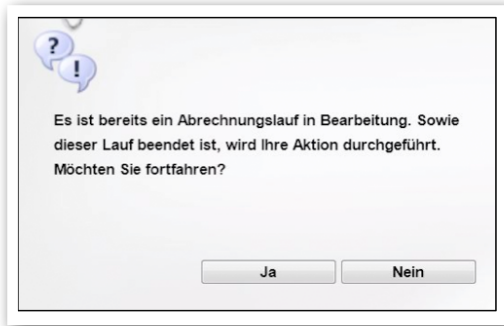 ?
!
Es ist bereits ein Abrechnungslauf in Bearbeitung. Sowie
dieser Lauf beendet ist, wird Ihre Aktion durchgeführt.
Möchten Sie fortfahren?
Ja Nein